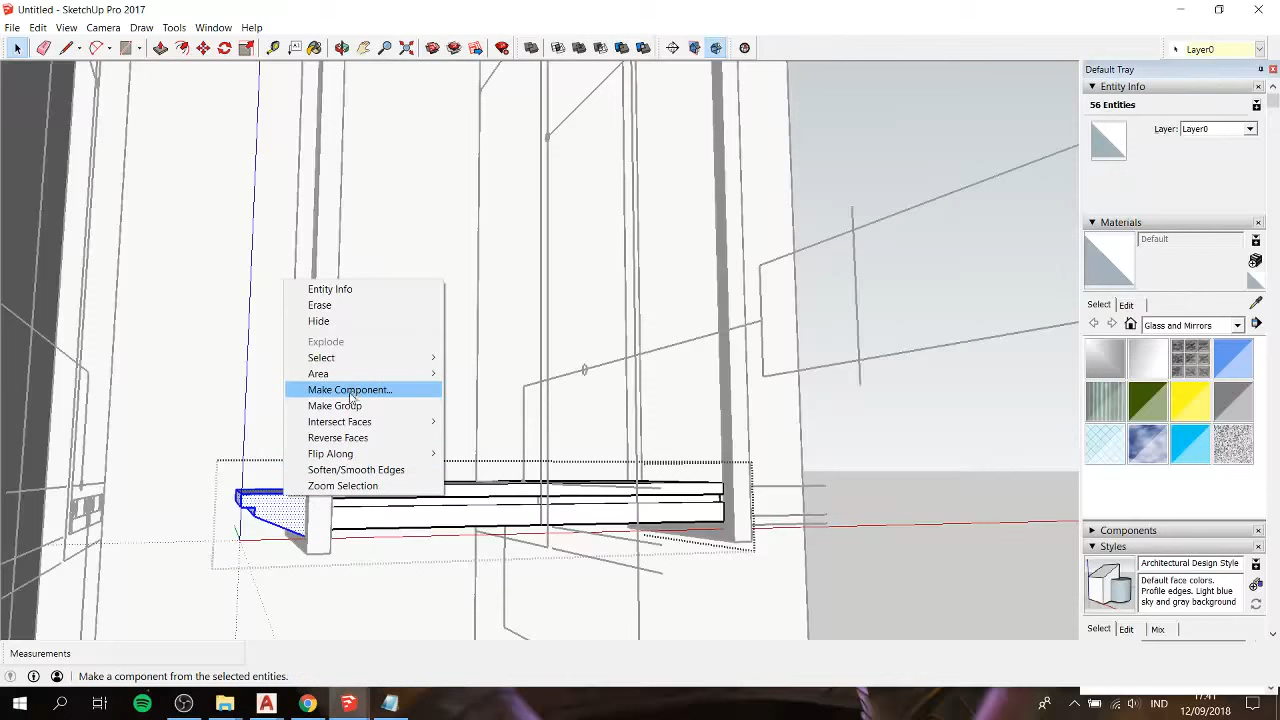 Untitled - SketchUp Pro 2017
File Edit View Camera Draw Tools Window Help
Layer0
Default Tray
Entity Info
56 Entities
Layer: Layer0
Materials
Default
Select Edit
Glass and Mirrors
Entity Info
Erase
Hide
Explode
Select
Area
Make Component...
Make Group
Intersect Faces
Reverse Faces
Flip Along
Soften/Smooth Edges
Zoom Selection
Components
Styles
Architectural Design Style
Default face colors.
Profile edges. Light blue
sky and gray background
Select Edit Mix
Measurements
Make a component from the selected entities.
IND
17:41
12/09/2018